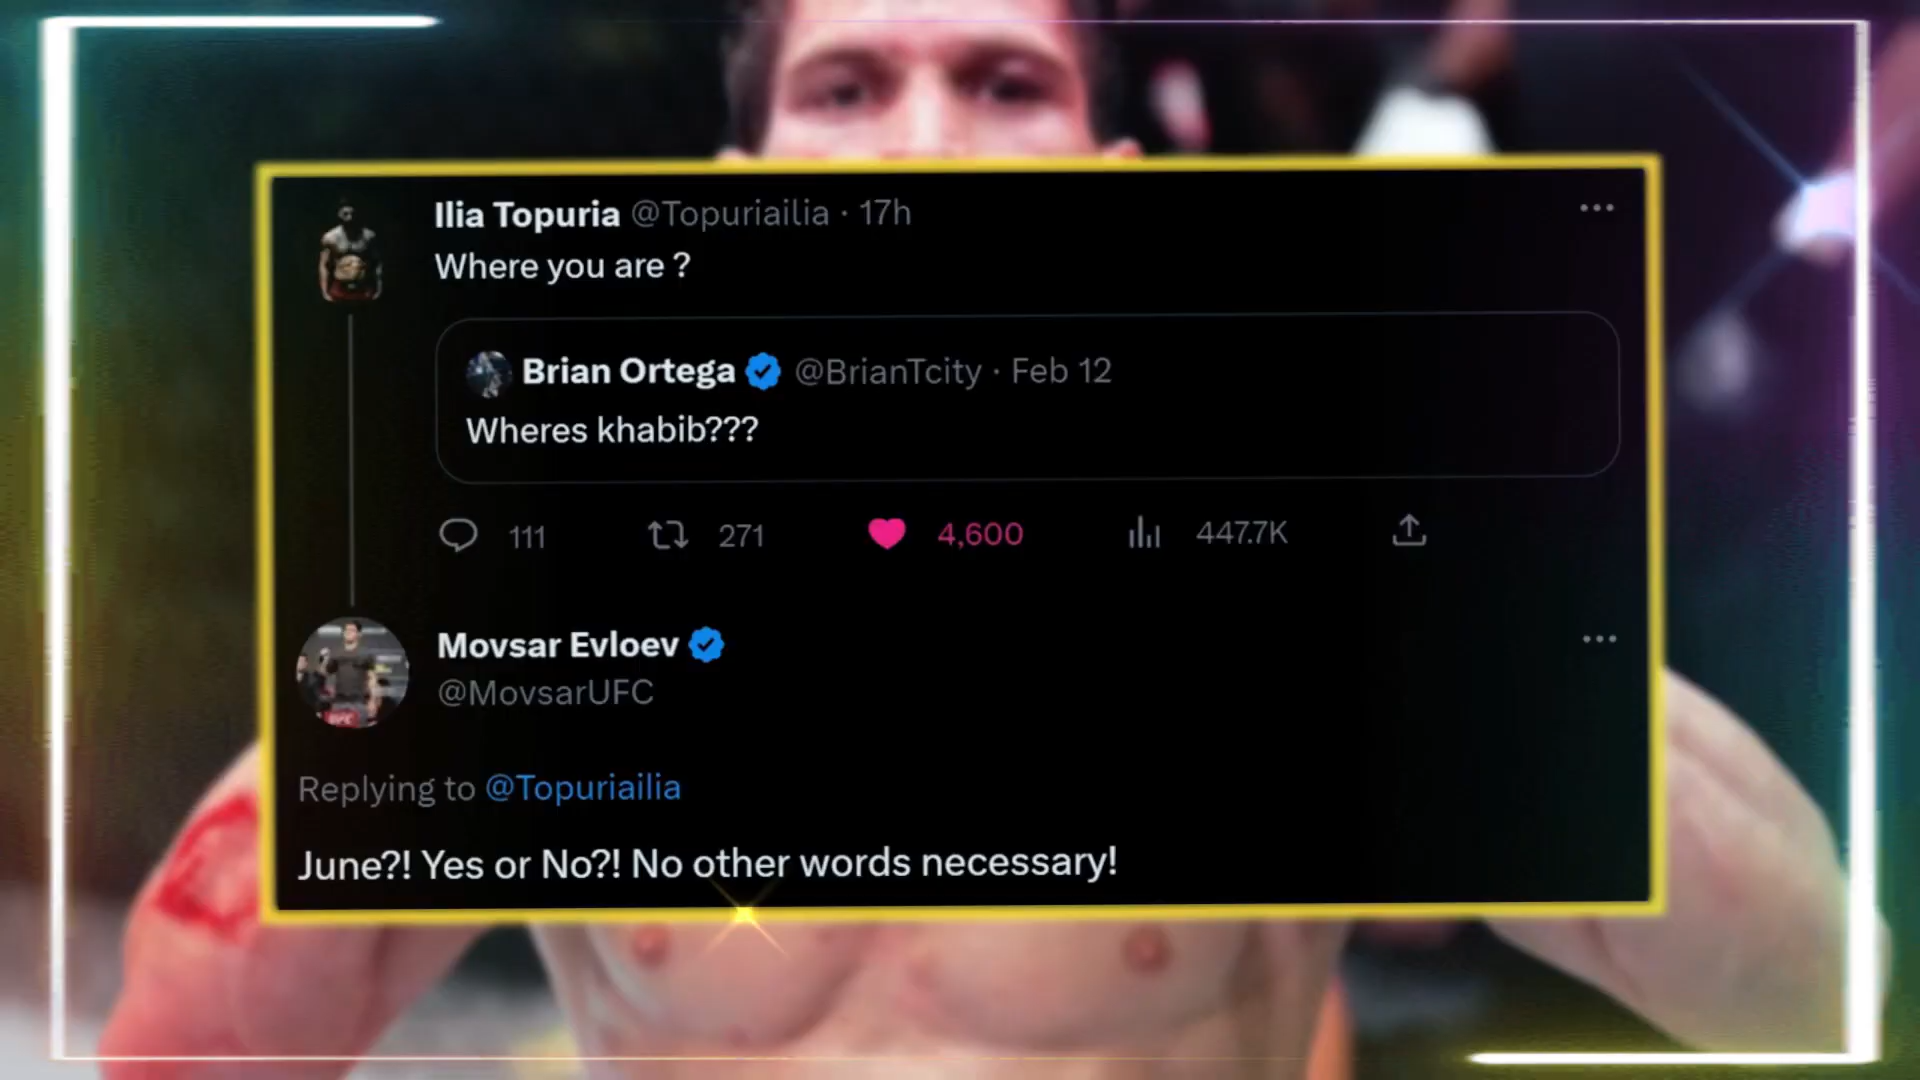 Ilia Topuria @Topuriailia · 17h
Where you are ?
Brian Ortega @BrianTcity · Feb 12
Wheres khabib???
111 271 4,600 447.7K
Movsar Evloev
@MovsarUFC
Replying to @Topuriailia
June?! Yes or No?! No other words necessary!